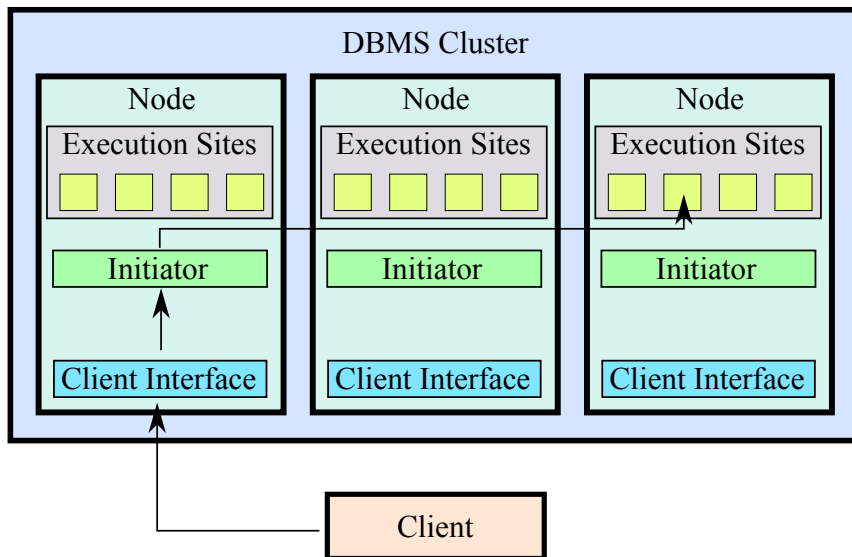 DBMS Cluster
Node
Execution Sites
Initiator
Client Interface
Node
Execution Sites
Initiator
Client Interface
Node
Execution Sites
Initiator
Client Interface
Client